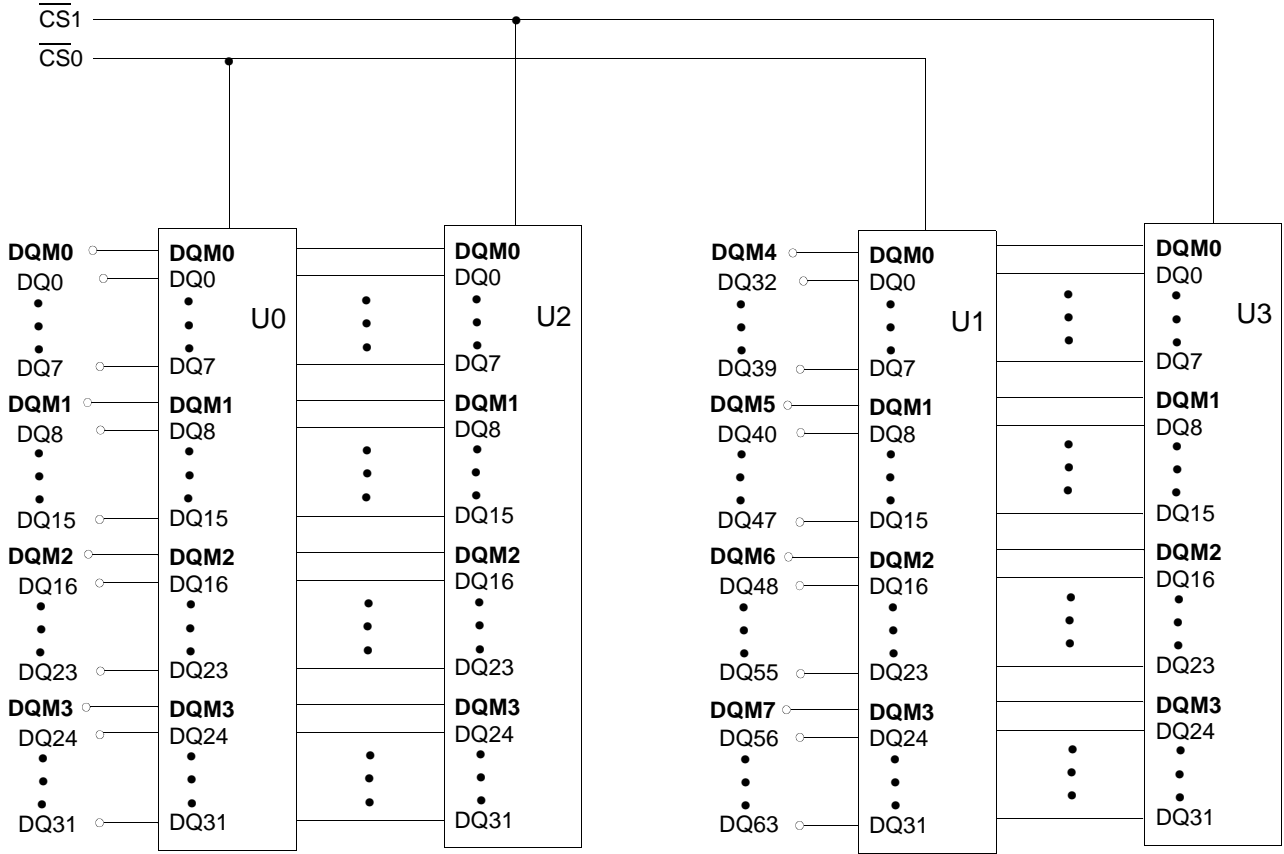 CS1
CS0
DQM0 DQM0 DQM0
DQ0 DQ0 DQ0
U0 U2
DQ7 DQ7 DQ7
DQM1 DQM1 DQM1
DQ8 DQ8 DQ8
DQ15 DQ15 DQ15
DQM2 DQM2 DQM2
DQ16 DQ16 DQ16
DQ23 DQ23 DQ23
DQM3 DQM3 DQM3
DQ24 DQ24 DQ24
DQ31 DQ31 DQ31
DQM4 DQM0 DQM0
DQ32 DQ0 DQ0
U1 U3
DQ39 DQ7 DQ7
DQM5 DQM1 DQM1
DQ40 DQ8 DQ8
DQ47 DQ15 DQ15
DQM6 DQM2 DQM2
DQ48 DQ16 DQ16
DQ55 DQ23 DQ23
DQM7 DQM3 DQM3
DQ56 DQ24 DQ24
DQ63 DQ31 DQ31